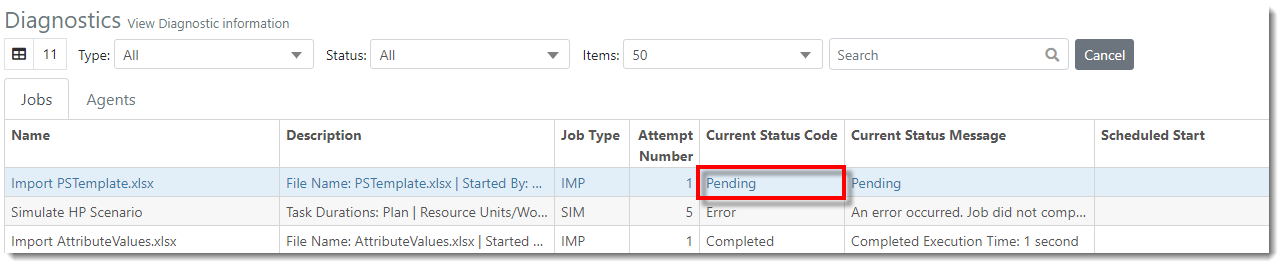 Diagnostics View Diagnostic information
11 Type: All Status: All Items: 50 Search Cancel
Jobs Agents
Name Description Job Type Attempt Number Current Status Code Current Status Message Scheduled Start
Import PSTemplate.xlsx File Name: PSTemplate.xlsx | Started By: ... IMP 1 Pending Pending
Simulate HP Scenario Task Durations: Plan | Resource Units/Wo... SIM 5 Error An error occurred. Job did not comp...
Import AttributeValues.xlsx File Name: AttributeValues.xlsx | Started ... IMP 1 Completed Completed Execution Time: 1 second